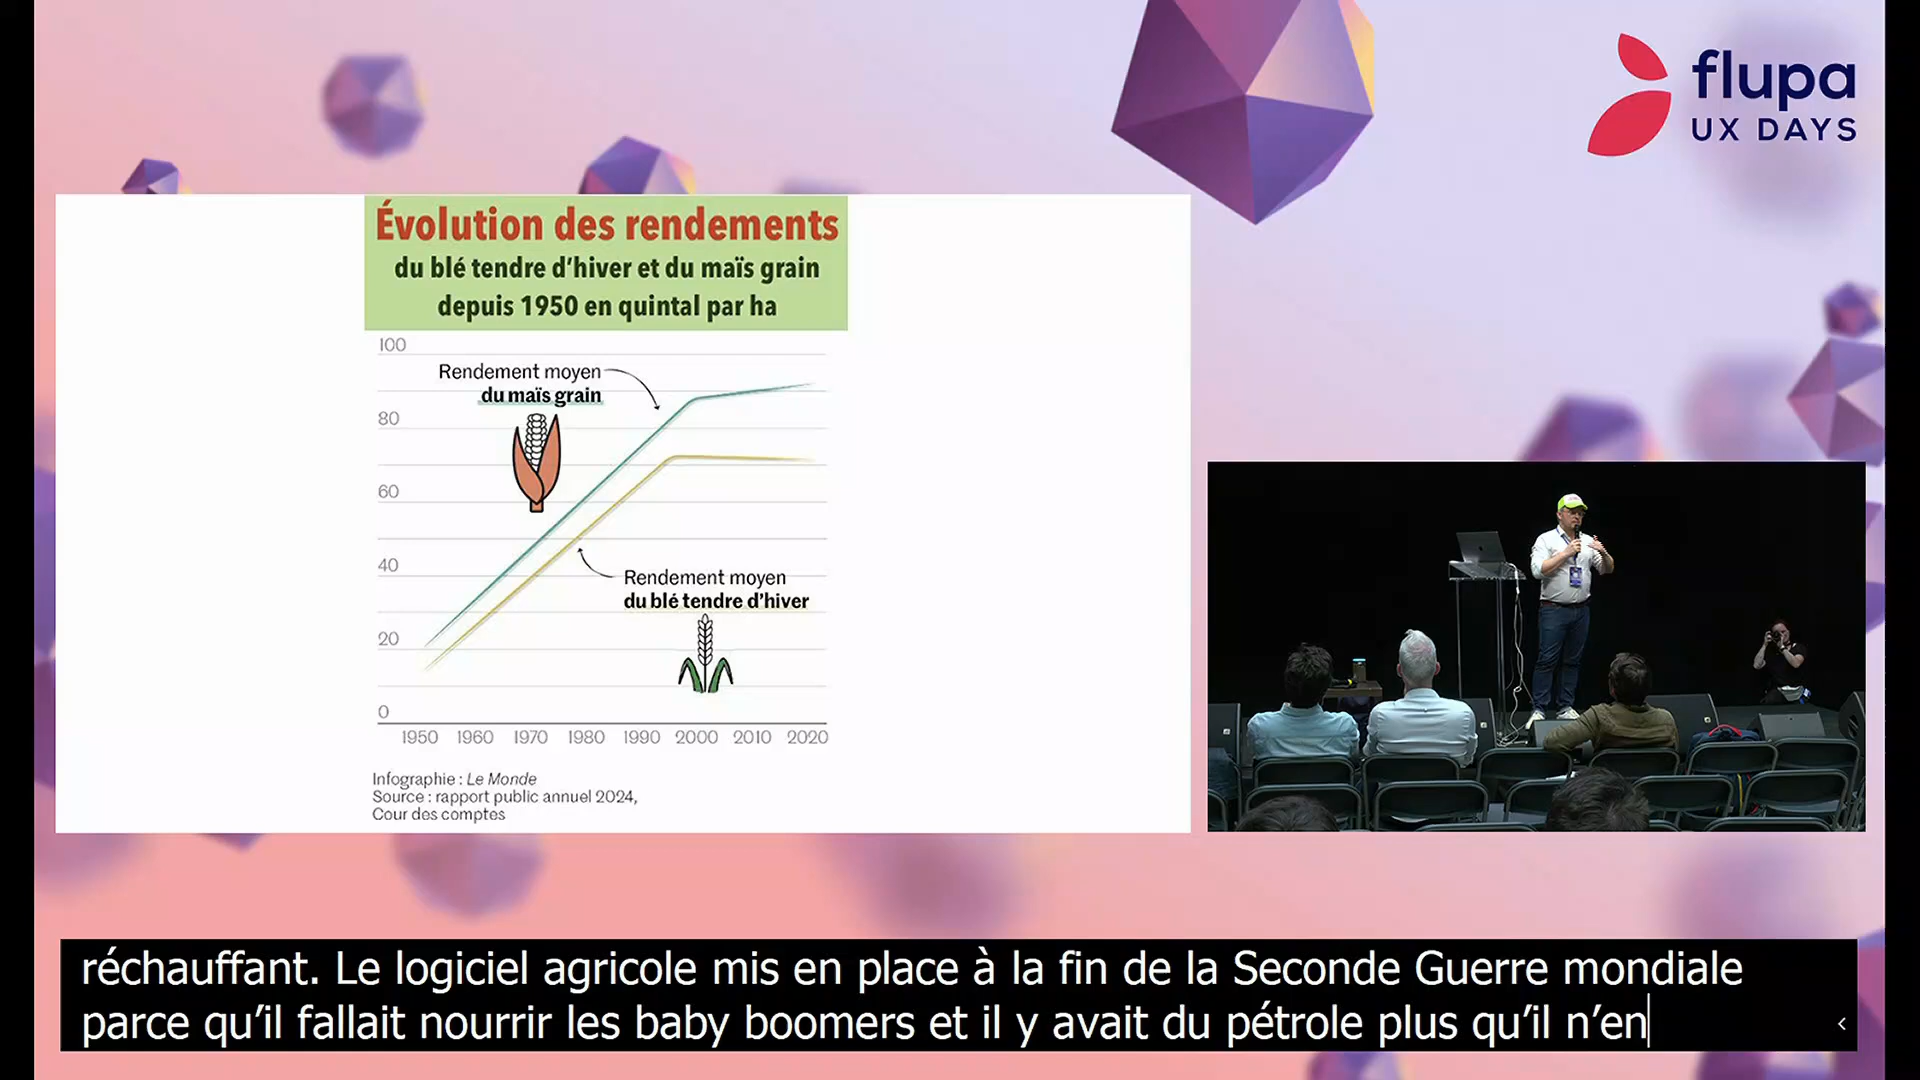 flupa
UX DAYS
Évolution des rendements
du blé tendre d'hiver et du maïs grain
depuis 1950 en quintal par ha
100
Rendement moyen
du maïs grain
80
60
40
Rendement moyen
du blé tendre d'hiver
20
0
1950 1960 1970 1980 1990 2000 2010 2020
Infographie : Le Monde
Source : rapport public annuel 2024,
Cour des comptes
réchauffant. Le logiciel agricole mis en place à la fin de la Seconde Guerre mondiale
parce qu'il fallait nourrir les baby boomers et il y avait du pétrole plus qu'il n'en